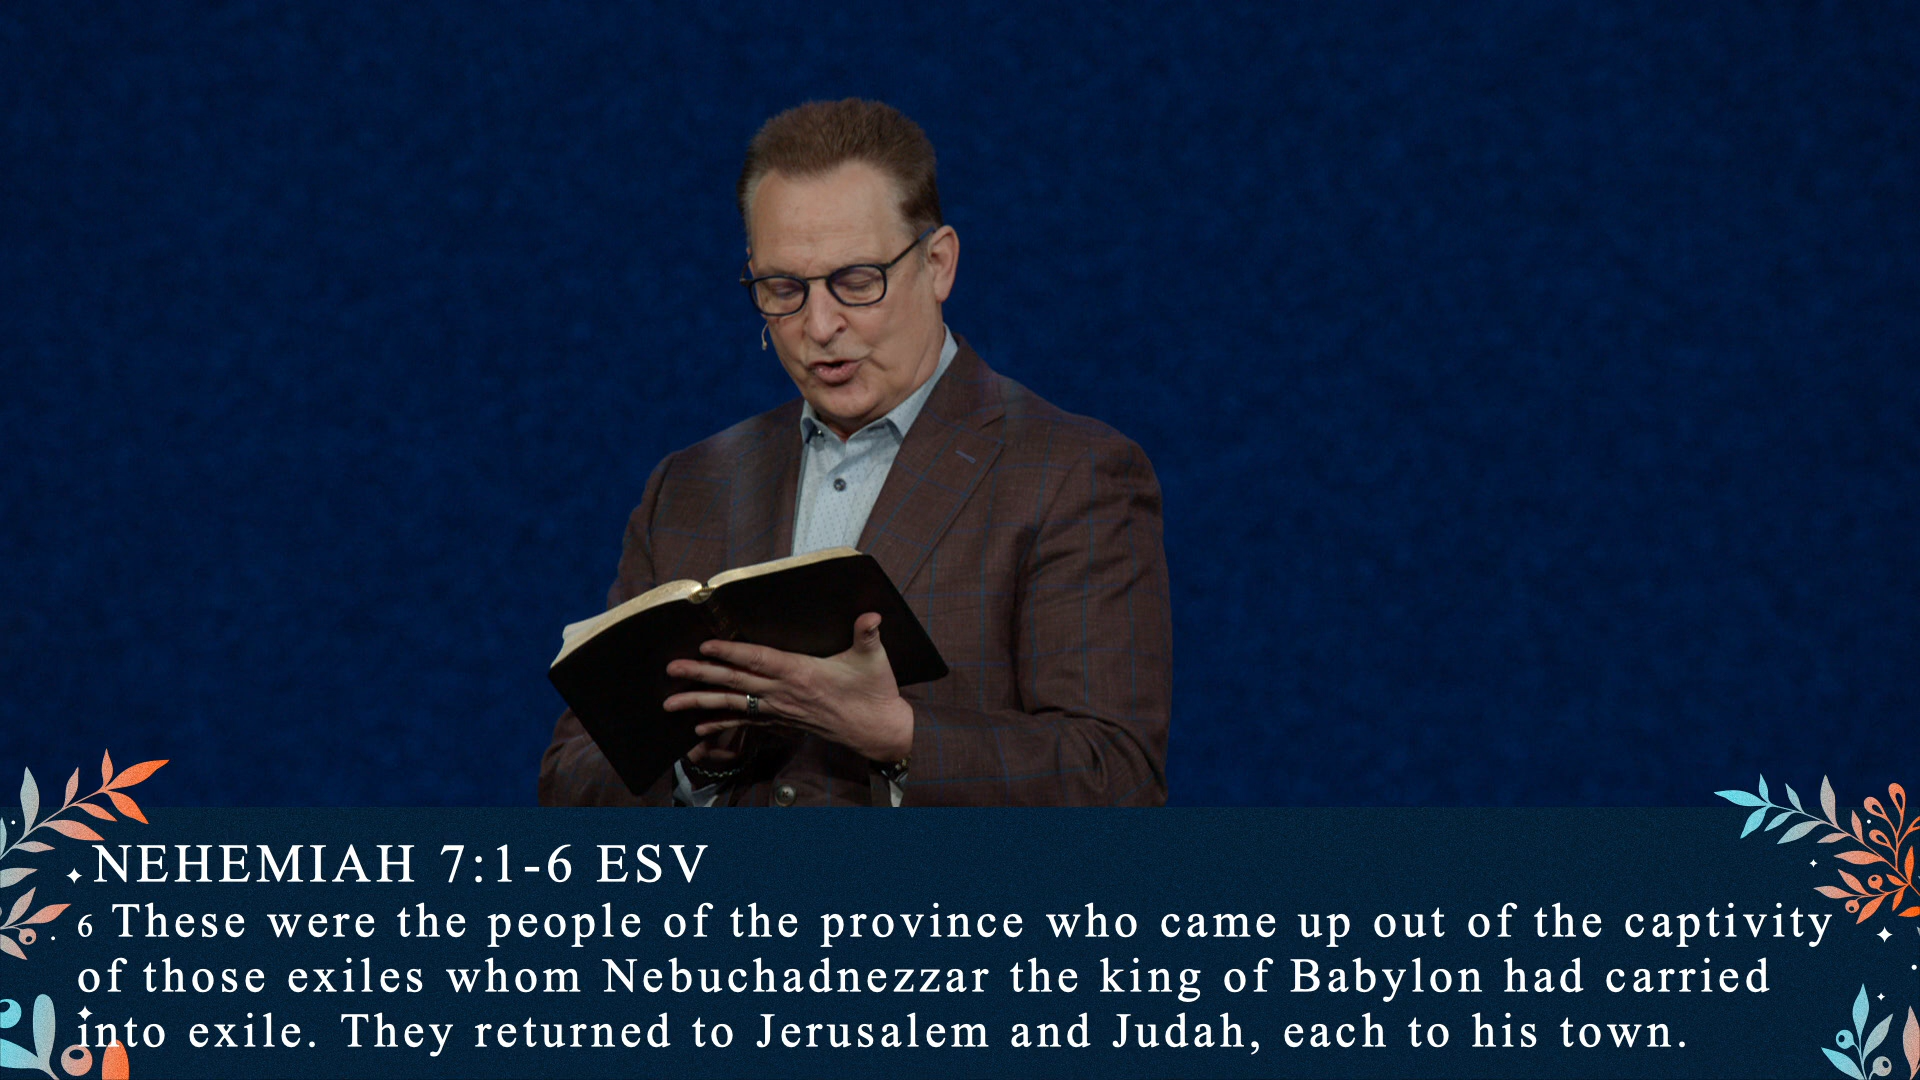 NEHEMIAH 7:1-6 ESV
6 These were the people of the province who came up out of the captivity
of those exiles whom Nebuchadnezzar the king of Babylon had carried
into exile. They returned to Jerusalem and Judah, each to his town.